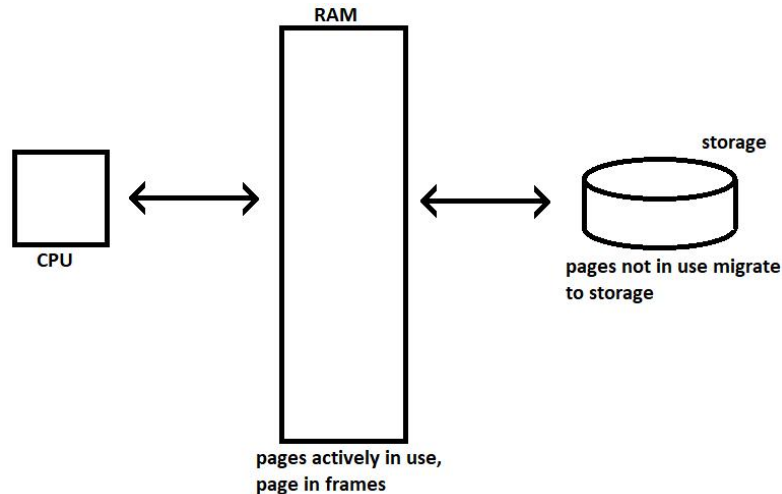 RAM
storage
CPU
pages not in use migrate
to storage
pages actively in use,
page in frames